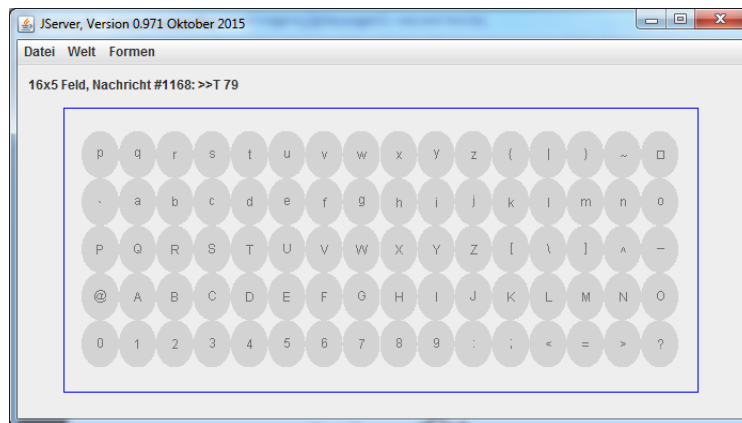 JServer, Version 0.971 Oktober 2015
Datei Welt Formen
16x5 Feld, Nachricht #1168: >>T 79
p q r s t u v w x y z { | } ~ □
` a b c d e f g h i j k l m n o
P Q R S T U V W X Y Z [ \ ] ^ _
@ A B C D E F G H I J K L M N O
0 1 2 3 4 5 6 7 8 9 : ; < = > ?